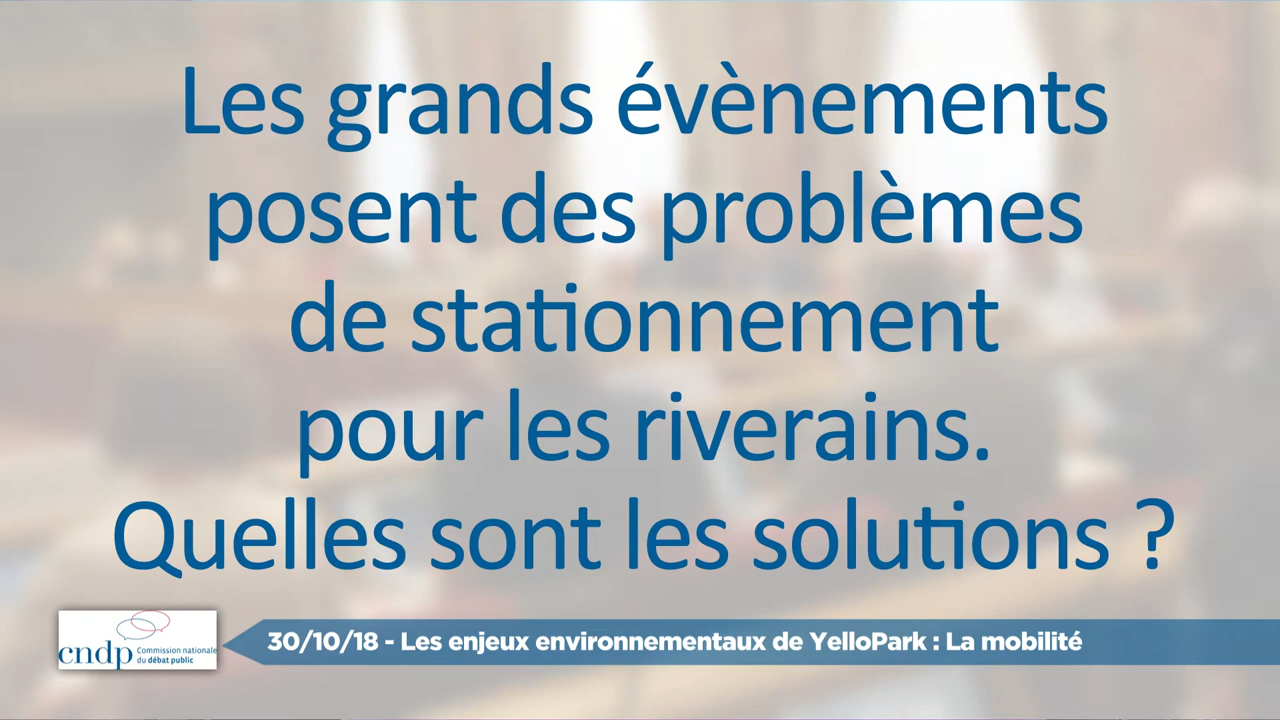 Les grands évènements
posent des problèmes
de stationnement
pour les riverains.
Quelles sont les solutions ?
cndp
Commission nationale
du débat public
30/10/18 - Les enjeux environnementaux de YelloPark : La mobilité